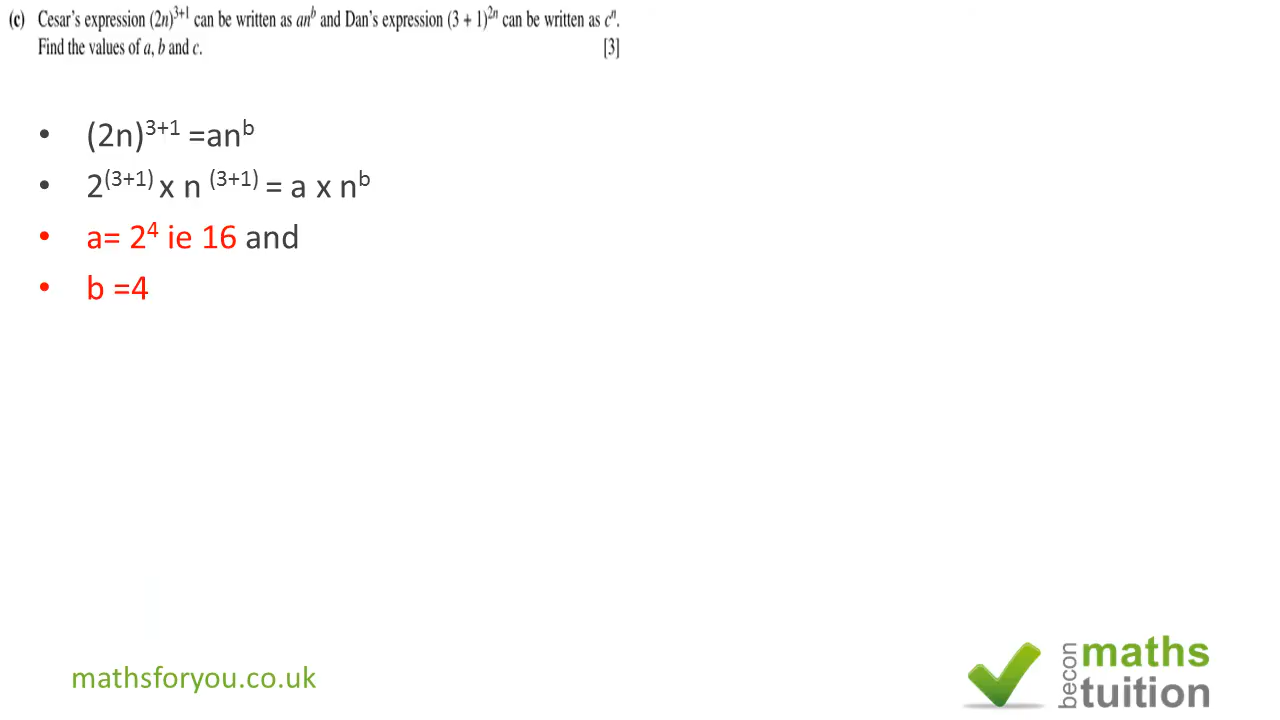 (c) Cesar's expression (2n)³⁺¹ can be written as anᵇ and Dan's expression (3 + 1)²ⁿ can be written as cⁿ.
Find the values of a, b and c. [3]
• (2n)³⁺¹ =anᵇ
• 2⁽³⁺¹⁾ x n ⁽³⁺¹⁾ = a x nᵇ
• a= 2⁴ ie 16 and
• b =4
mathsforyou.co.uk
becon
maths
tuition